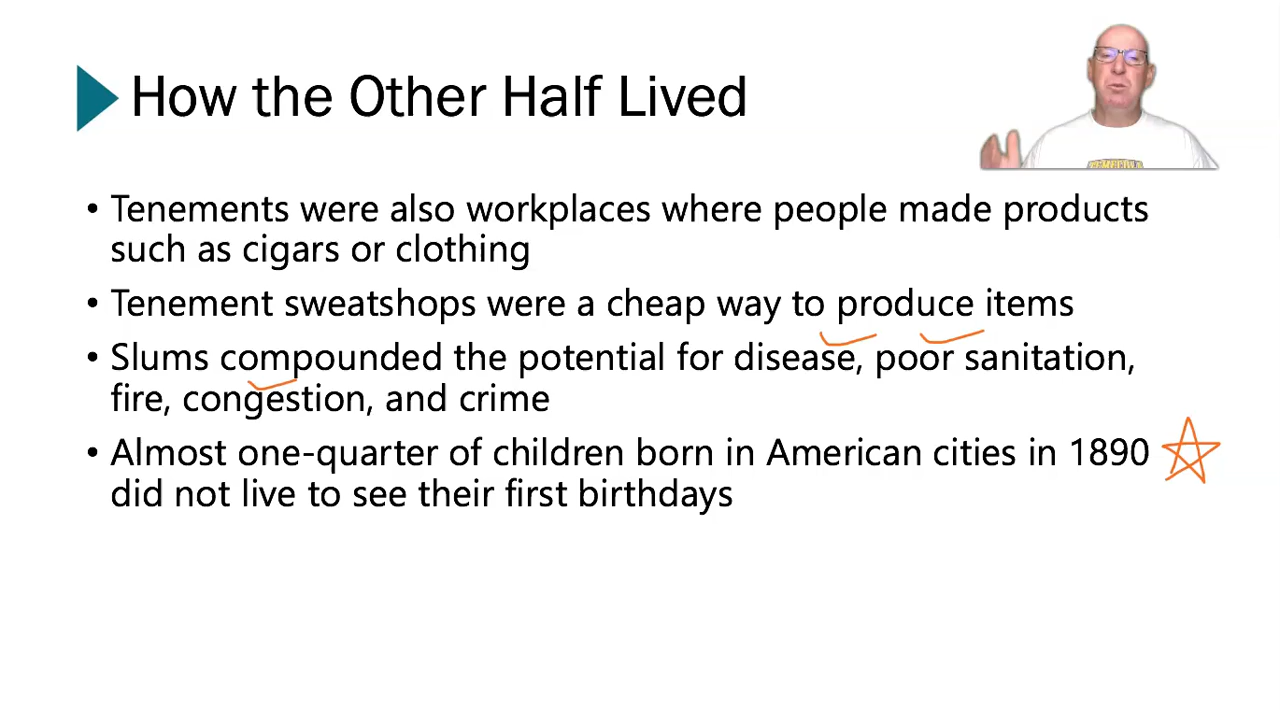 How the Other Half Lived
• Tenements were also workplaces where people made products
such as cigars or clothing
• Tenement sweatshops were a cheap way to produce items
• Slums compounded the potential for disease, poor sanitation,
fire, congestion, and crime
• Almost one-quarter of children born in American cities in 1890
did not live to see their first birthdays